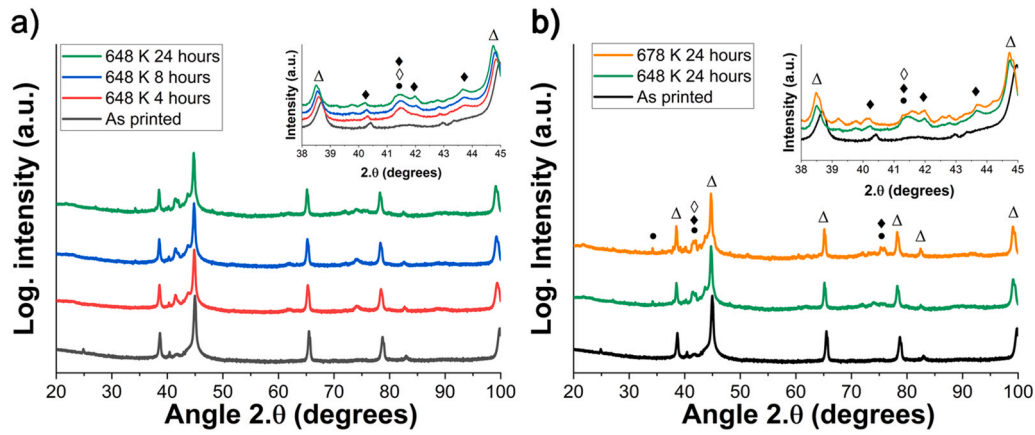 a)
648 K 24 hours
648 K 8 hours
648 K 4 hours
As printed
Intensity (a.u.)
38 39 40 41 42 43 44 45
2.θ (degrees)
Log. intensity (a.u.)
20 30 40 50 60 70 80 90 100
Angle 2.θ (degrees)
b)
678 K 24 hours
648 K 24 hours
As printed
Intensity (a.u.)
38 39 40 41 42 43 44 45
2.θ (degrees)
Log. Intensity (a.u.)
20 30 40 50 60 70 80 90 100
Angle 2.θ (degrees)